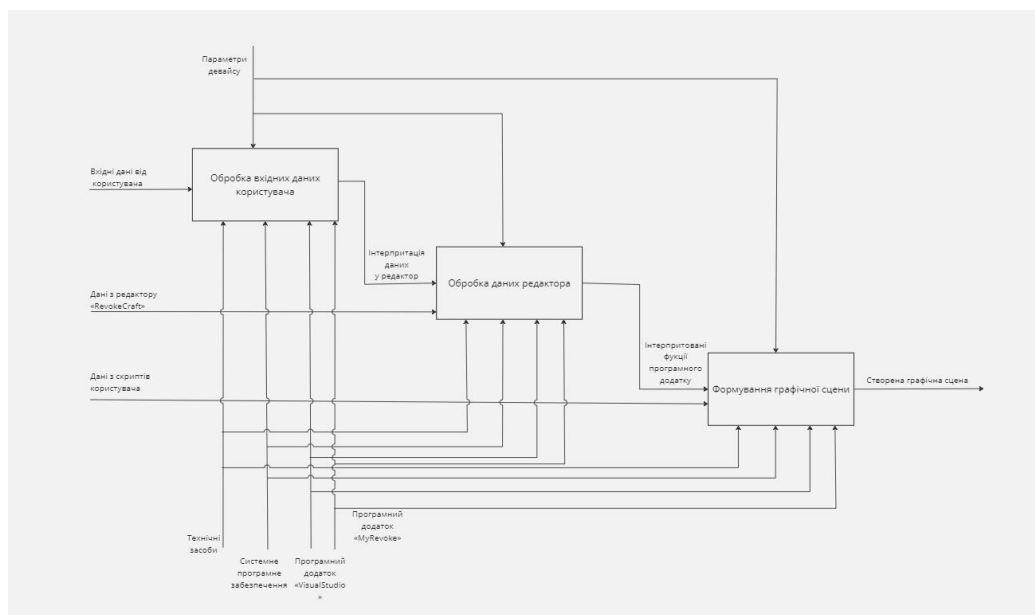 Параметри
девайсу
Вхідні дані від
користувача
Обробка вхідних даних
користувача
Інтерпритація
даних
у редактор
Обробка даних редактора
Дані з редактору
«RevokeCraft»
Інтерпритовані
фукції
програмного
додатку
Дані з скриптів
користувача
Формування графічної сцени
Створена графічна сцена
Технічні
засоби
Системне
програмне
забезпечення
Програмний
додаток
«VisualStudio
»
Програмний
додаток
«MyRevoke»